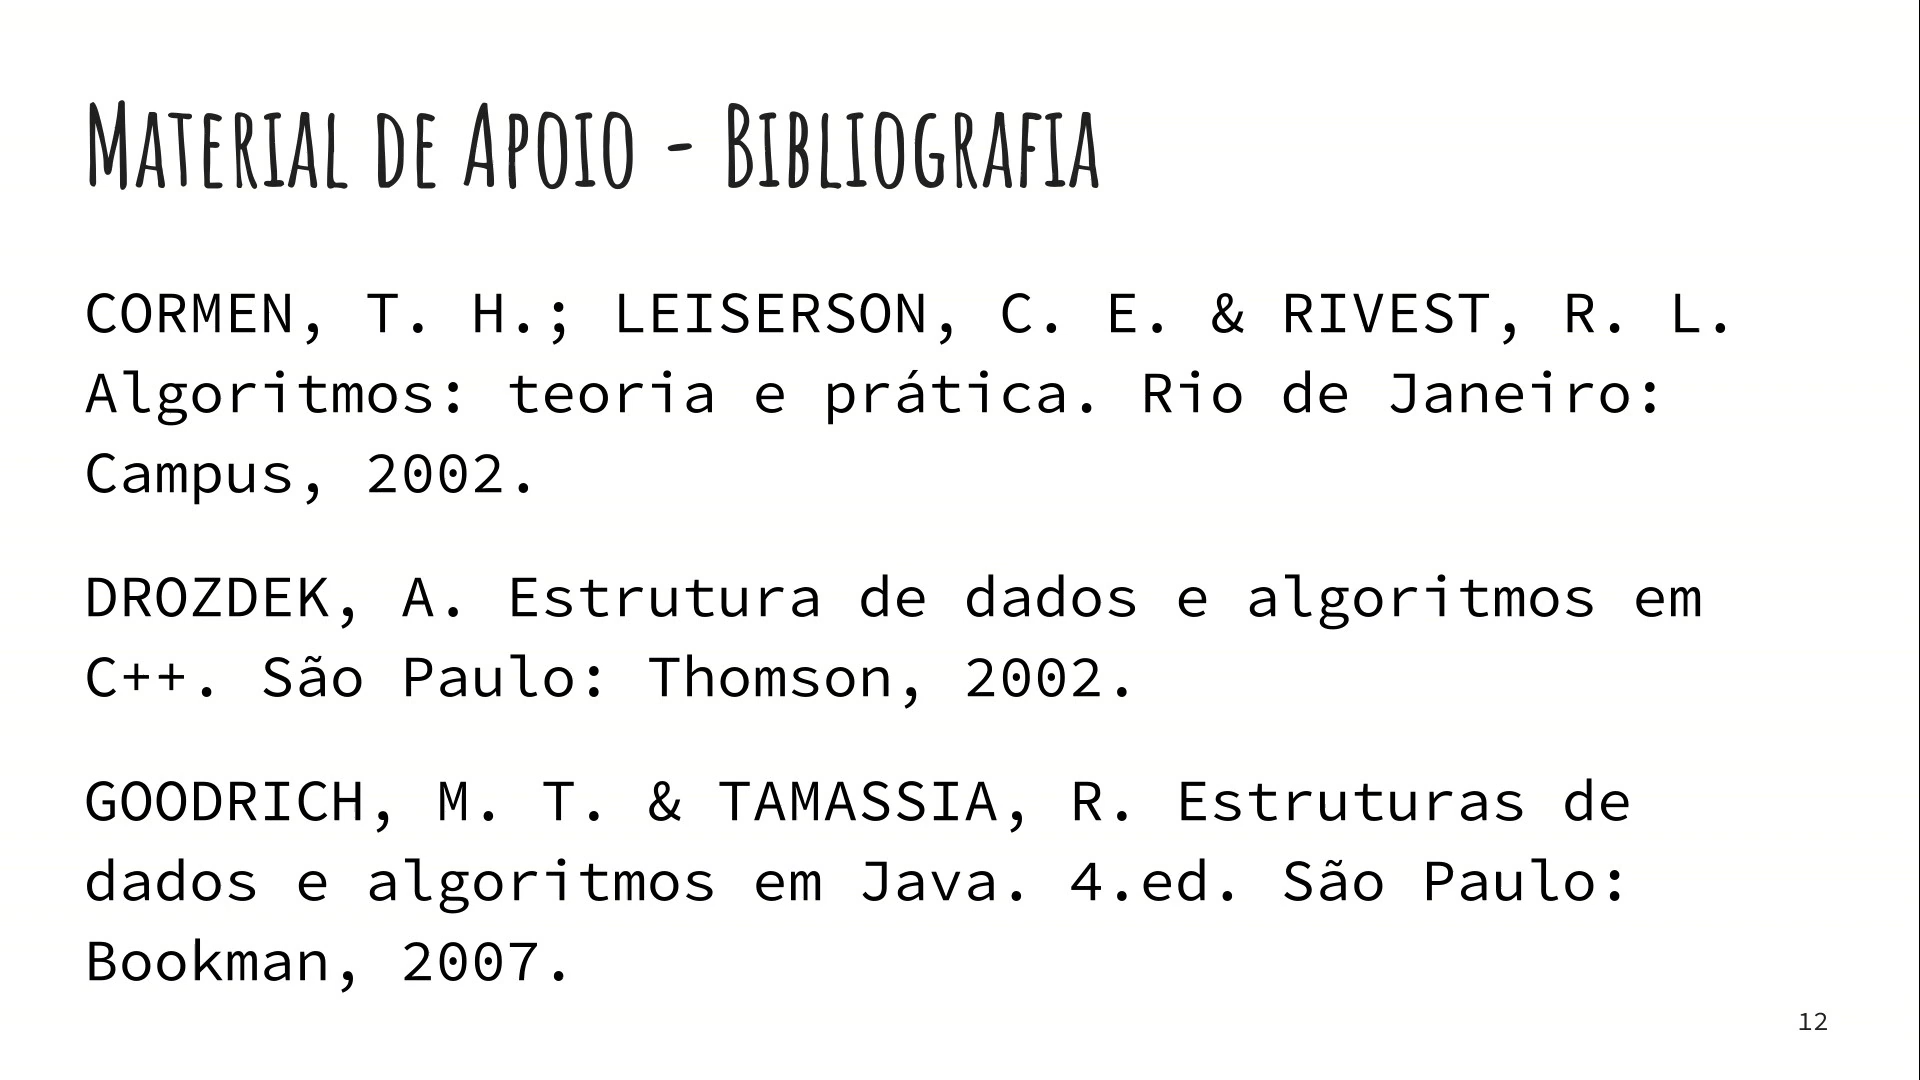 Material de Apoio - Bibliografia
CORMEN, T. H.; LEISERSON, C. E. & RIVEST, R. L.
Algoritmos: teoria e prática. Rio de Janeiro:
Campus, 2002.
DROZDEK, A. Estrutura de dados e algoritmos em
C++. São Paulo: Thomson, 2002.
GOODRICH, M. T. & TAMASSIA, R. Estruturas de
dados e algoritmos em Java. 4.ed. São Paulo:
Bookman, 2007.
12